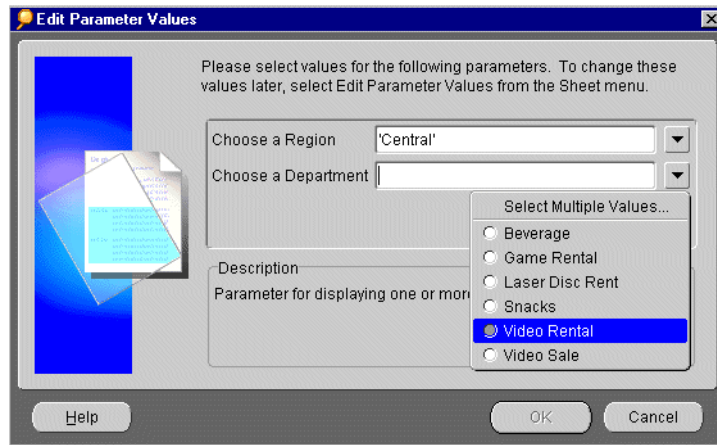 Edit Parameter Values
Please select values for the following parameters. To change these
values later, select Edit Parameter Values from the Sheet menu.
Choose a Region 'Central'
Choose a Department
Select Multiple Values...
Beverage
Game Rental
Laser Disc Rent
Snacks
Video Rental
Video Sale
Description
Parameter for displaying one or more
Help OK Cancel